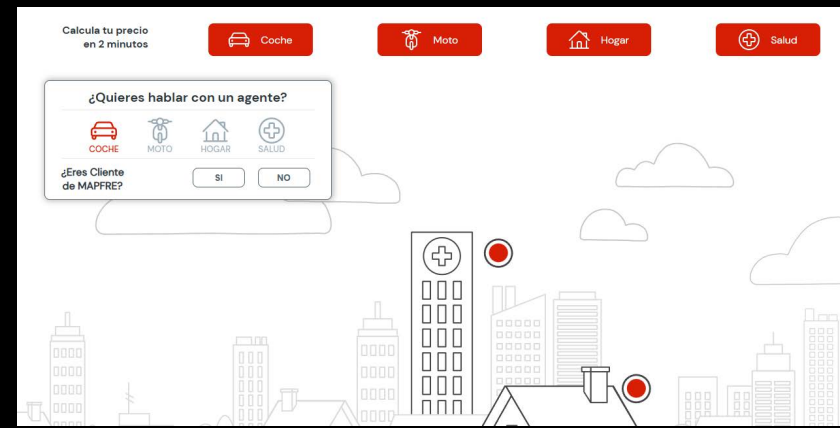 Calcula tu precio
en 2 minutos
Coche
Moto
Hogar
Salud
¿Quieres hablar con un agente?
COCHE
MOTO
HOGAR
SALUD
¿Eres Cliente
de MAPFRE?
SI
NO